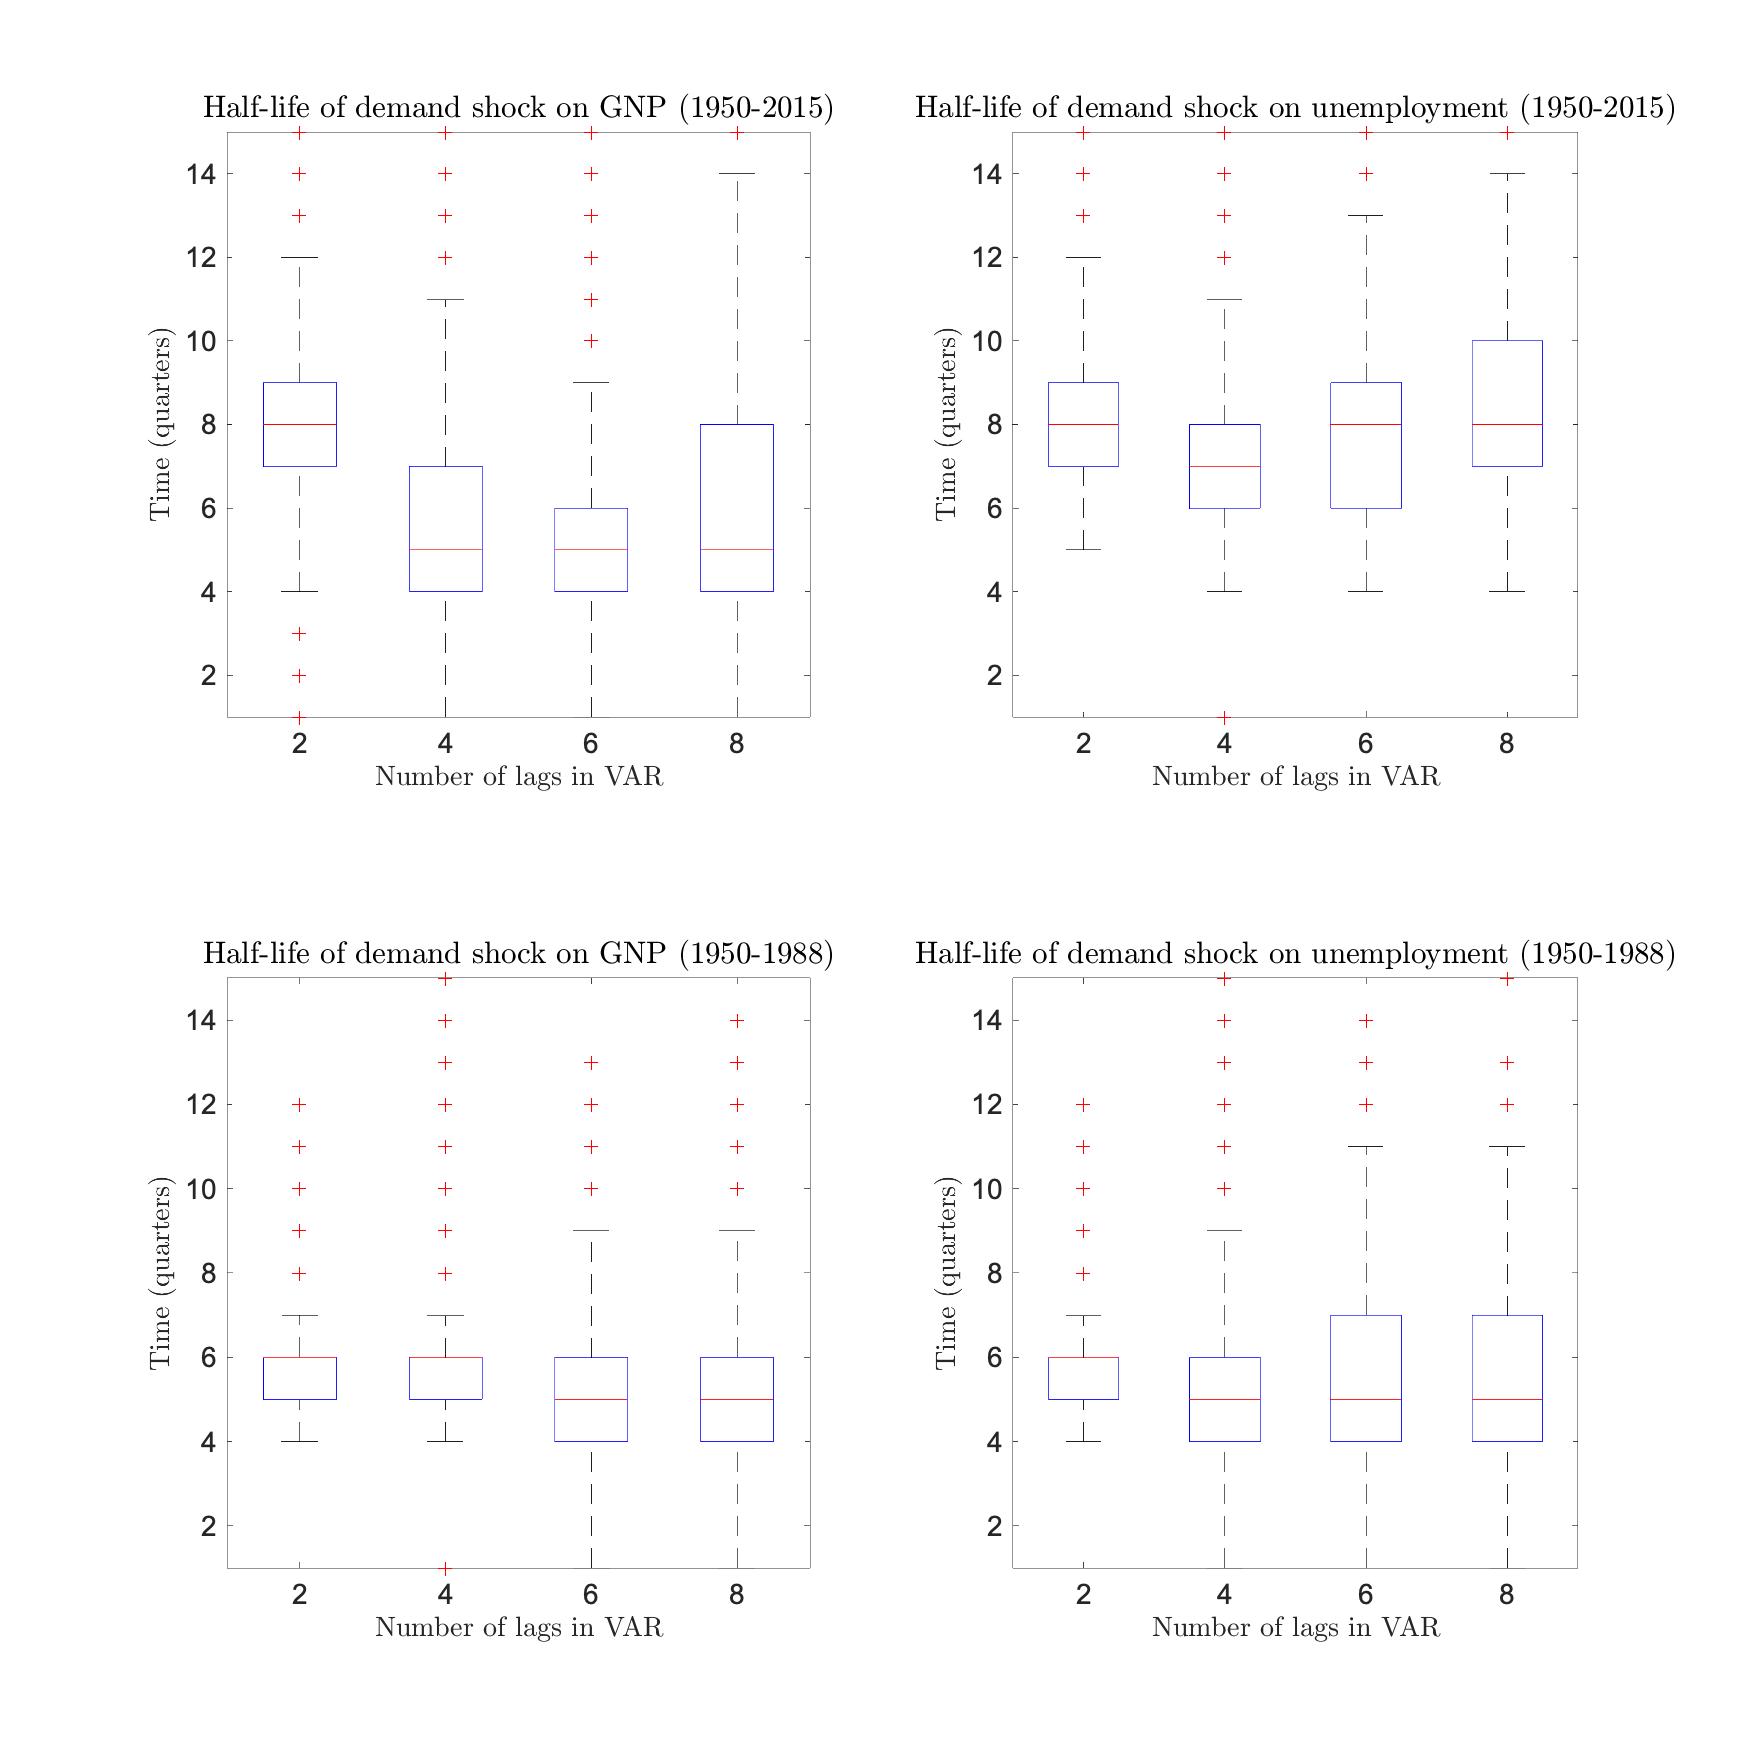 Half-life of demand shock on GNP (1950-2015)
14
12
10
8
6
4
2
Time (quarters)
2 4 6 8
Number of lags in VAR
Half-life of demand shock on unemployment (1950-2015)
14
12
10
8
6
4
2
Time (quarters)
2 4 6 8
Number of lags in VAR
Half-life of demand shock on GNP (1950-1988)
14
12
10
8
6
4
2
Time (quarters)
2 4 6 8
Number of lags in VAR
Half-life of demand shock on unemployment (1950-1988)
14
12
10
8
6
4
2
Time (quarters)
2 4 6 8
Number of lags in VAR